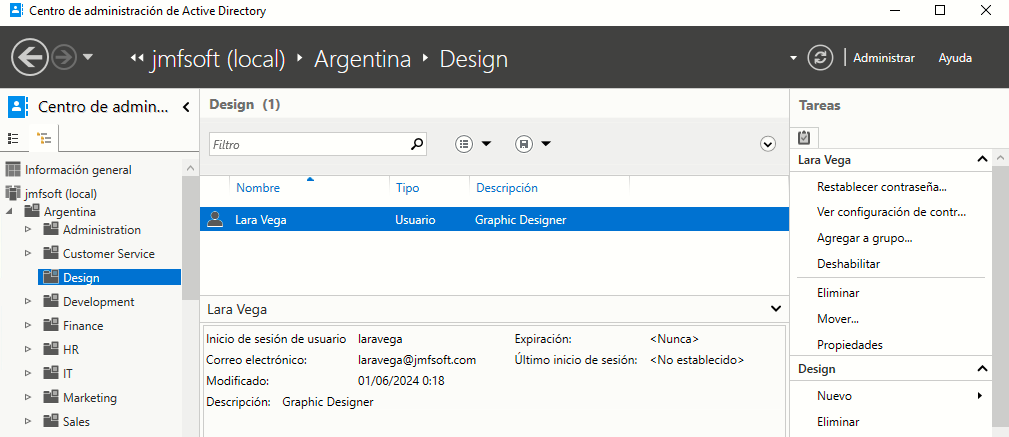 Centro de administración de Active Directory
jmfsoft (local) Argentina Design
Administrar Ayuda
Centro de admin...
Información general
jmfsoft (local)
Argentina
Administration
Customer Service
Design
Development
Finance
HR
IT
Marketing
Sales
Design (1)
Filtro
Nombre Tipo Descripción
Lara Vega Usuario Graphic Designer
Lara Vega
Inicio de sesión de usuario laravega Expiración: <Nunca>
Correo electrónico: laravega@jmfsoft.com Último inicio de sesión: <No establecido>
Modificado: 01/06/2024 0:18
Descripción: Graphic Designer
Tareas
Lara Vega
Restablecer contraseña...
Ver configuración de contr...
Agregar a grupo...
Deshabilitar
Eliminar
Mover...
Propiedades
Design
Nuevo
Eliminar